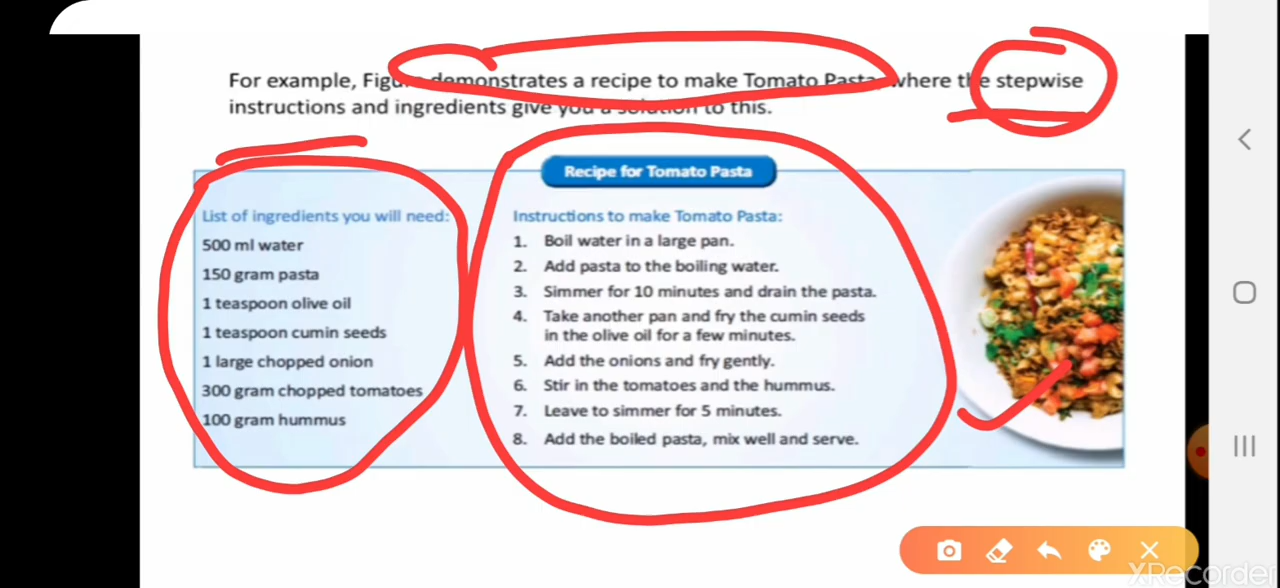 For example, Figure demonstrates a recipe to make Tomato Pasta, where the stepwise
instructions and ingredients give you a solution to this.
Recipe for Tomato Pasta
List of ingredients you will need:
500 ml water
150 gram pasta
1 teaspoon olive oil
1 teaspoon cumin seeds
1 large chopped onion
300 gram chopped tomatoes
100 gram hummus
Instructions to make Tomato Pasta:
1. Boil water in a large pan.
2. Add pasta to the boiling water.
3. Simmer for 10 minutes and drain the pasta.
4. Take another pan and fry the cumin seeds
in the olive oil for a few minutes.
5. Add the onions and fry gently.
6. Stir in the tomatoes and the hummus.
7. Leave to simmer for 5 minutes.
8. Add the boiled pasta, mix well and serve.
XRecorder